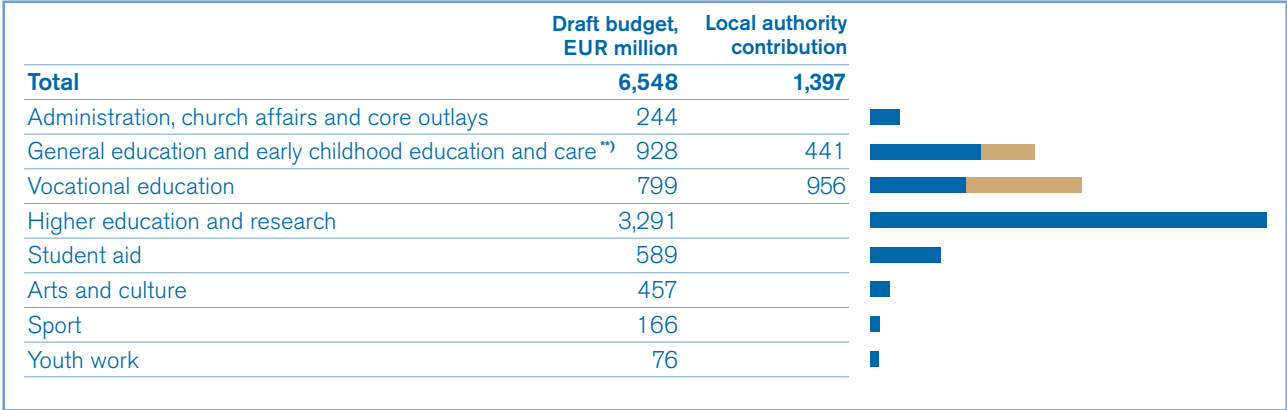 Draft budget, Local authority
EUR million contribution
Total 6,548 1,397
Administration, church affairs and core outlays 244
General education and early childhood education and care **) 928 441
Vocational education 799 956
Higher education and research 3,291
Student aid 589
Arts and culture 457
Sport 166
Youth work 76